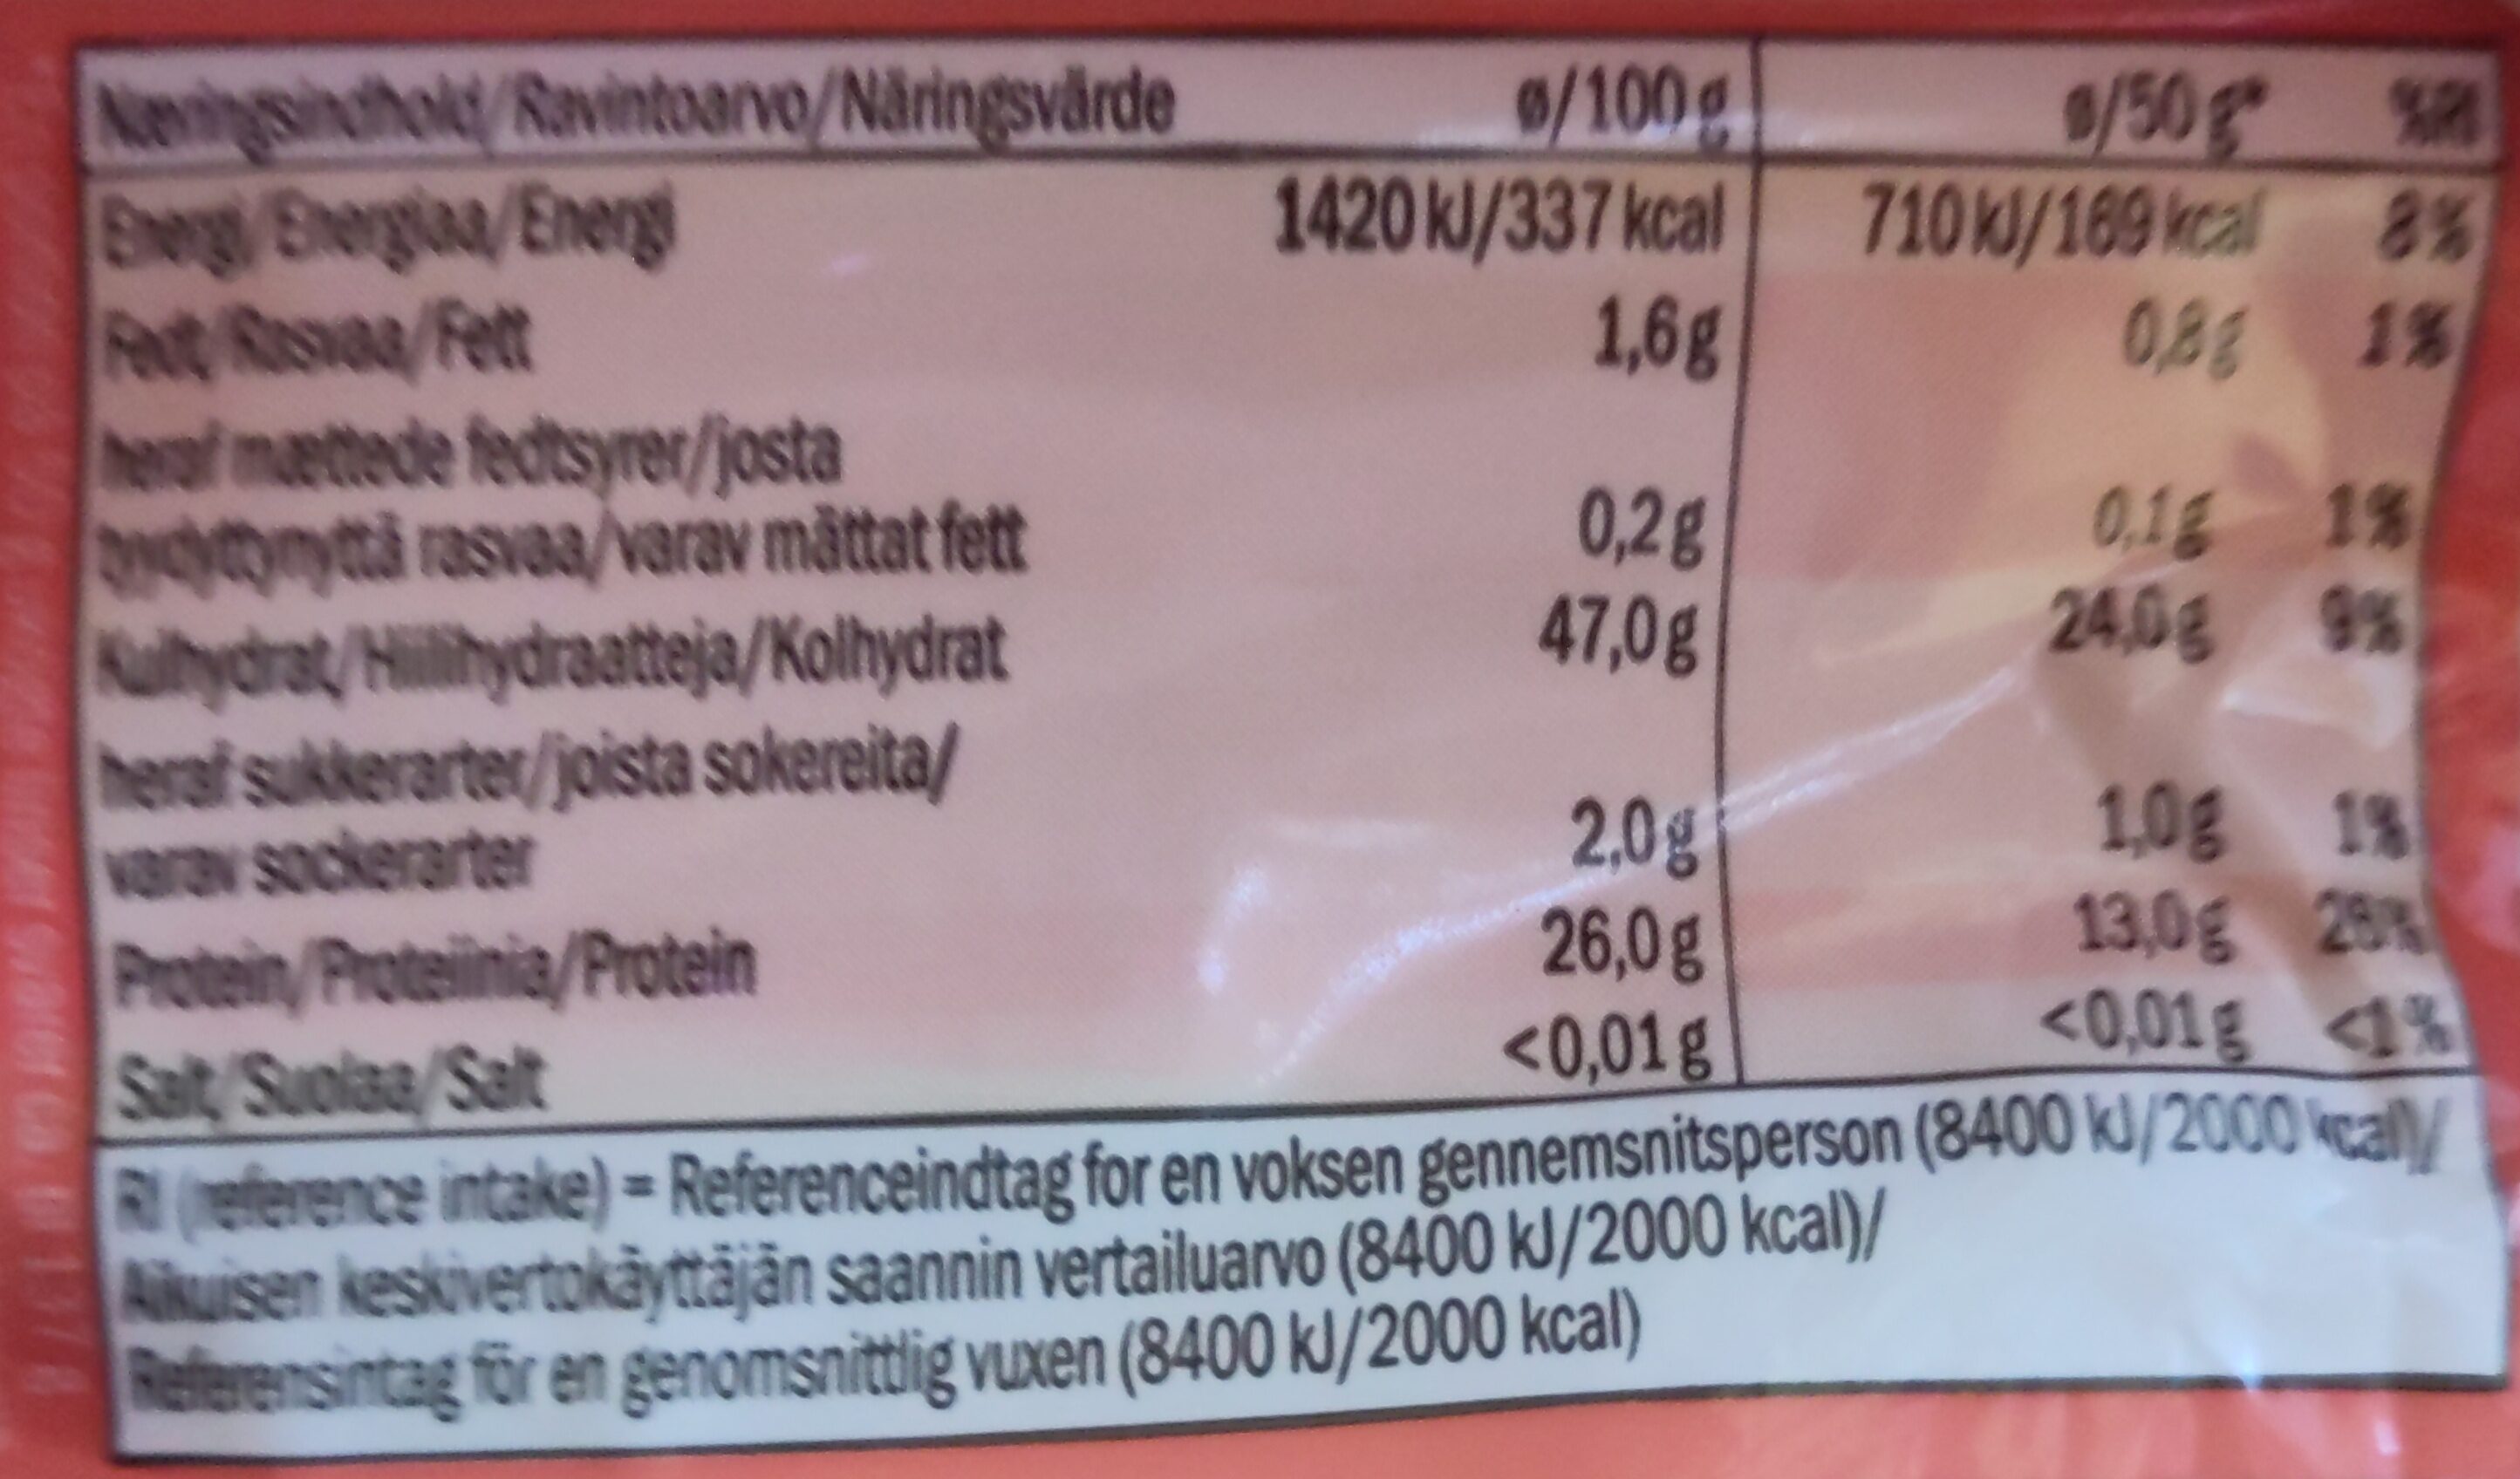 Næringsindhold/Ravintoarvo/Näringsvärde ø/100 g ø/50 g* %RI
Energi/Energiaa/Energi 1420 kJ/337 kcal 710 kJ/169 kcal 8%
Fedt/Rasvaa/Fett 1,6 g 0,8 g 1%
heraf mættede fedtsyrer/josta
tyydyttynyttä rasvaa/varav mättat fett 0,2 g 0,1 g 1%
Kulhydrat/Hiilihydraatteja/Kolhydrat 47,0 g 24,0 g 9%
heraf sukkerarter/joista sokereita/
varav sockerarter 2,0 g 1,0 g 1%
Protein/Proteiinia/Protein 26,0 g 13,0 g
Salt/Suolaa/Salt <0,01 g <0,01 g <1%
RI (reference intake) = Referenceindtag for en voksen gennemsnitsperson (8400 kJ/2000 kcal)/
Aikuisen keskivertokäyttäjän saannin vertailuarvo (8400 kJ/2000 kcal)/
Referensintag för en genomsnittlig vuxen (8400 kJ/2000 kcal)